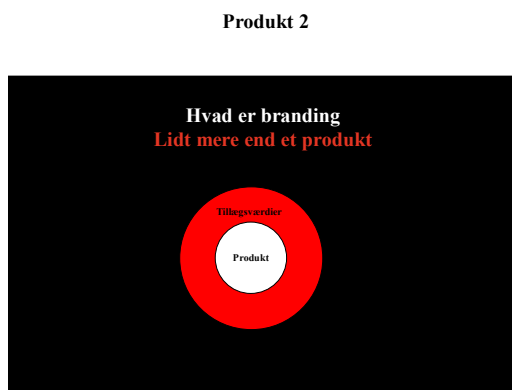 Produkt 2
Hvad er branding
Lidt mere end et produkt
Tillægsværdier
Produkt